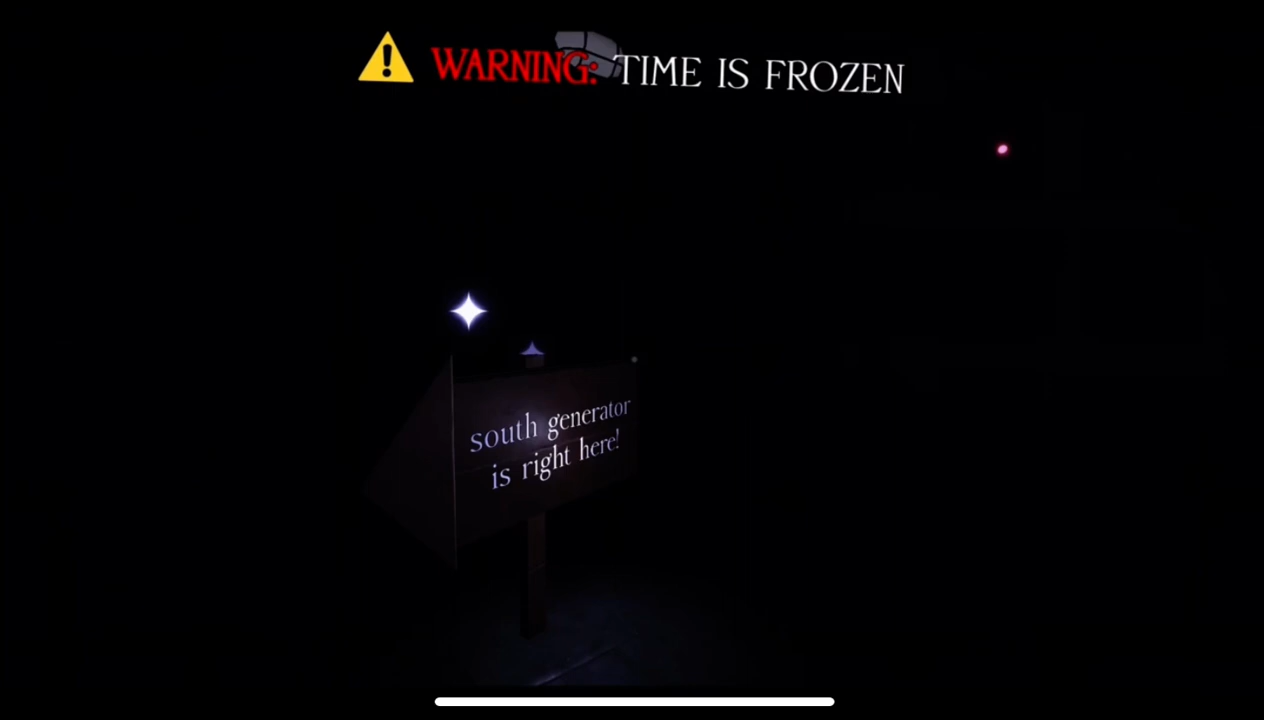 ⚠️ WARNING: TIME IS FROZEN
south generator
is right here!